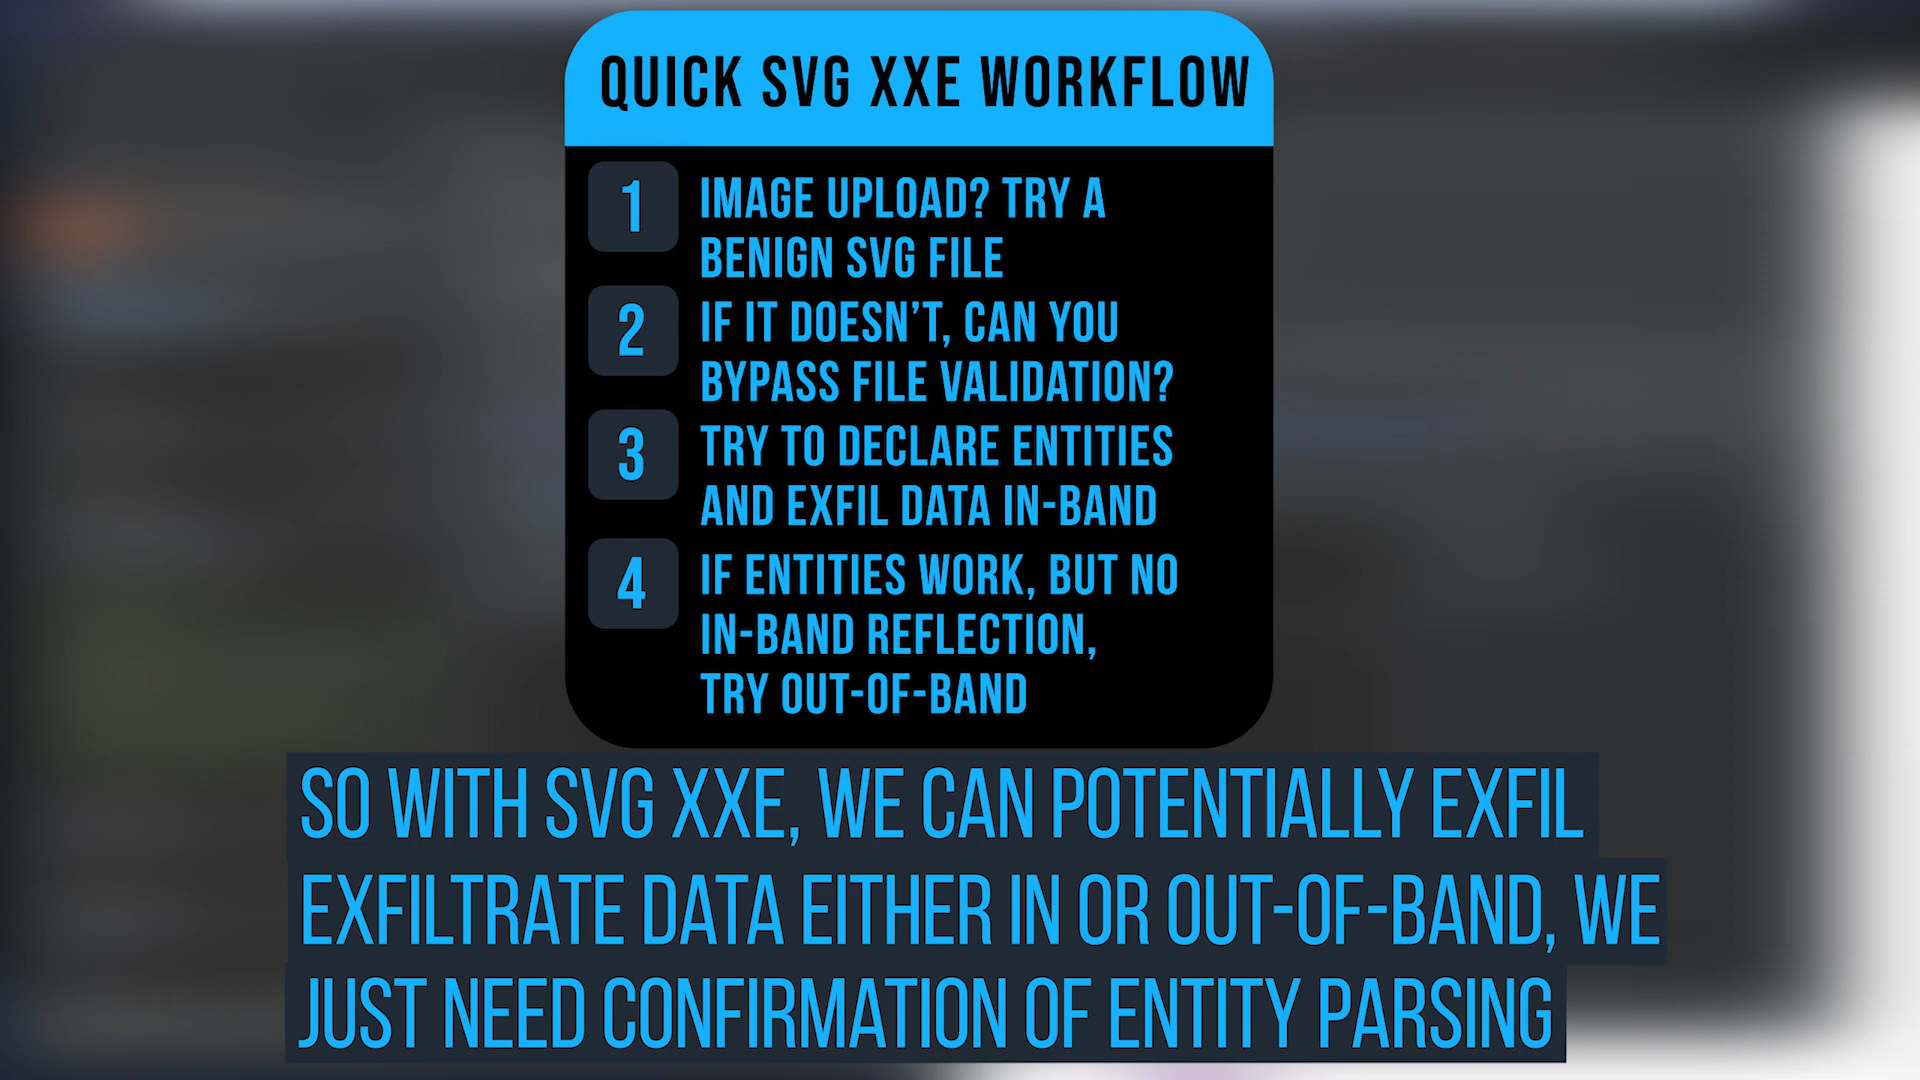 QUICK SVG XXE WORKFLOW
1 IMAGE UPLOAD? TRY A
BENIGN SVG FILE
2 IF IT DOESN'T, CAN YOU
BYPASS FILE VALIDATION?
3 TRY TO DECLARE ENTITIES
AND EXFIL DATA IN-BAND
4 IF ENTITIES WORK, BUT NO
IN-BAND REFLECTION,
TRY OUT-OF-BAND
SO WITH SVG XXE, WE CAN POTENTIALLY EXFIL
EXFILTRATE DATA EITHER IN OR OUT-OF-BAND, WE
JUST NEED CONFIRMATION OF ENTITY PARSING